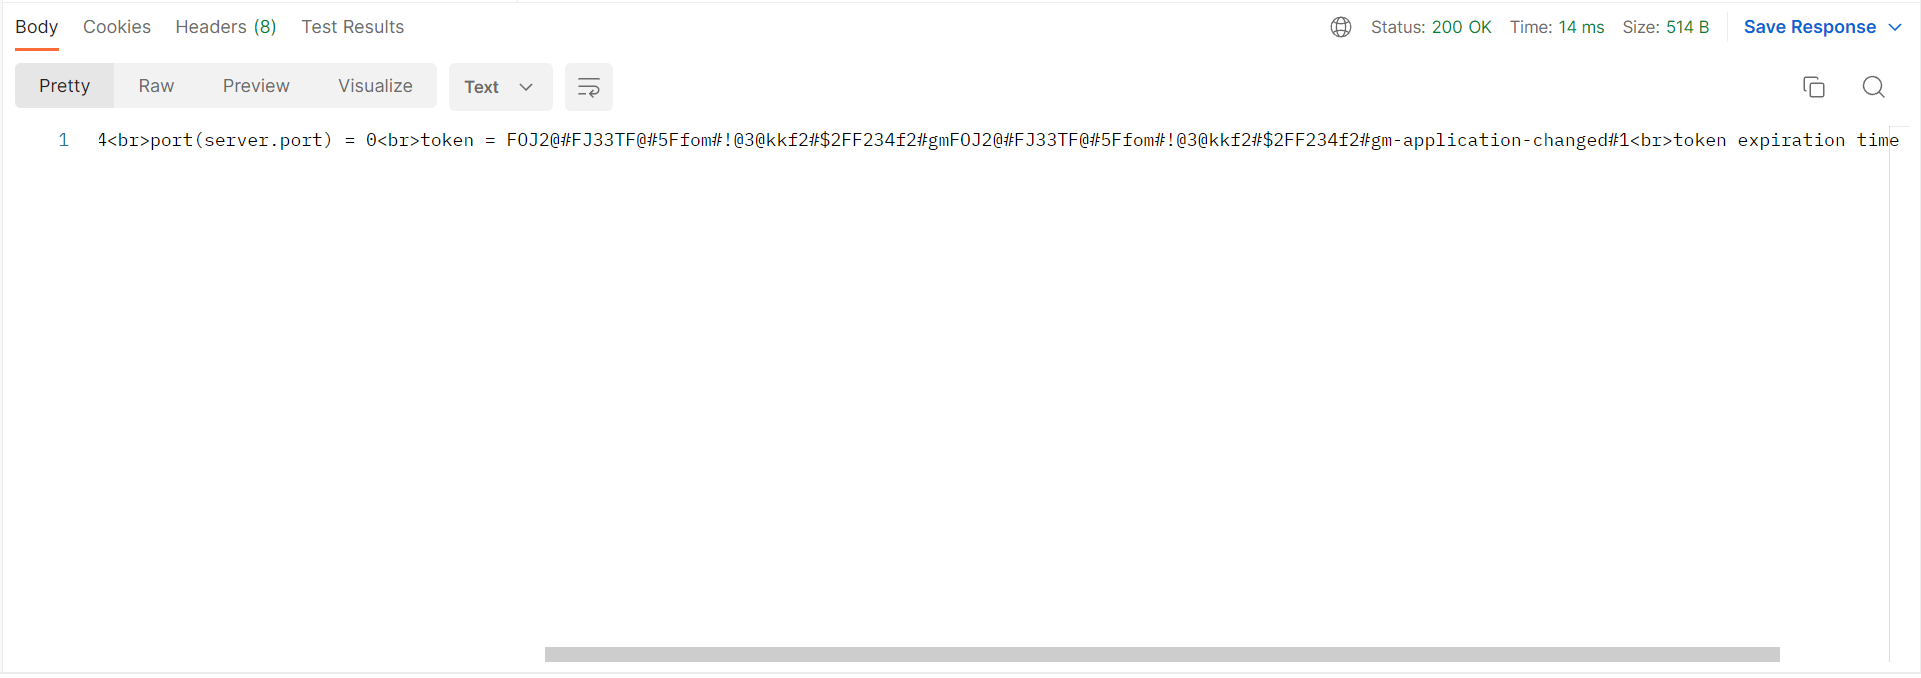 Body Cookies Headers (8) Test Results Status: 200 OK Time: 14 ms Size: 514 B Save Response
Pretty Raw Preview Visualize Text
1 4<br>port(server.port) = 0<br>token = FOJ2@#FJ33TF@#5Ffom#!@3@kkf2#$2FF234f2#gmFOJ2@#FJ33TF@#5Ffom#!@3@kkf2#$2FF234f2#gm-application-changed#1<br>token expiration time